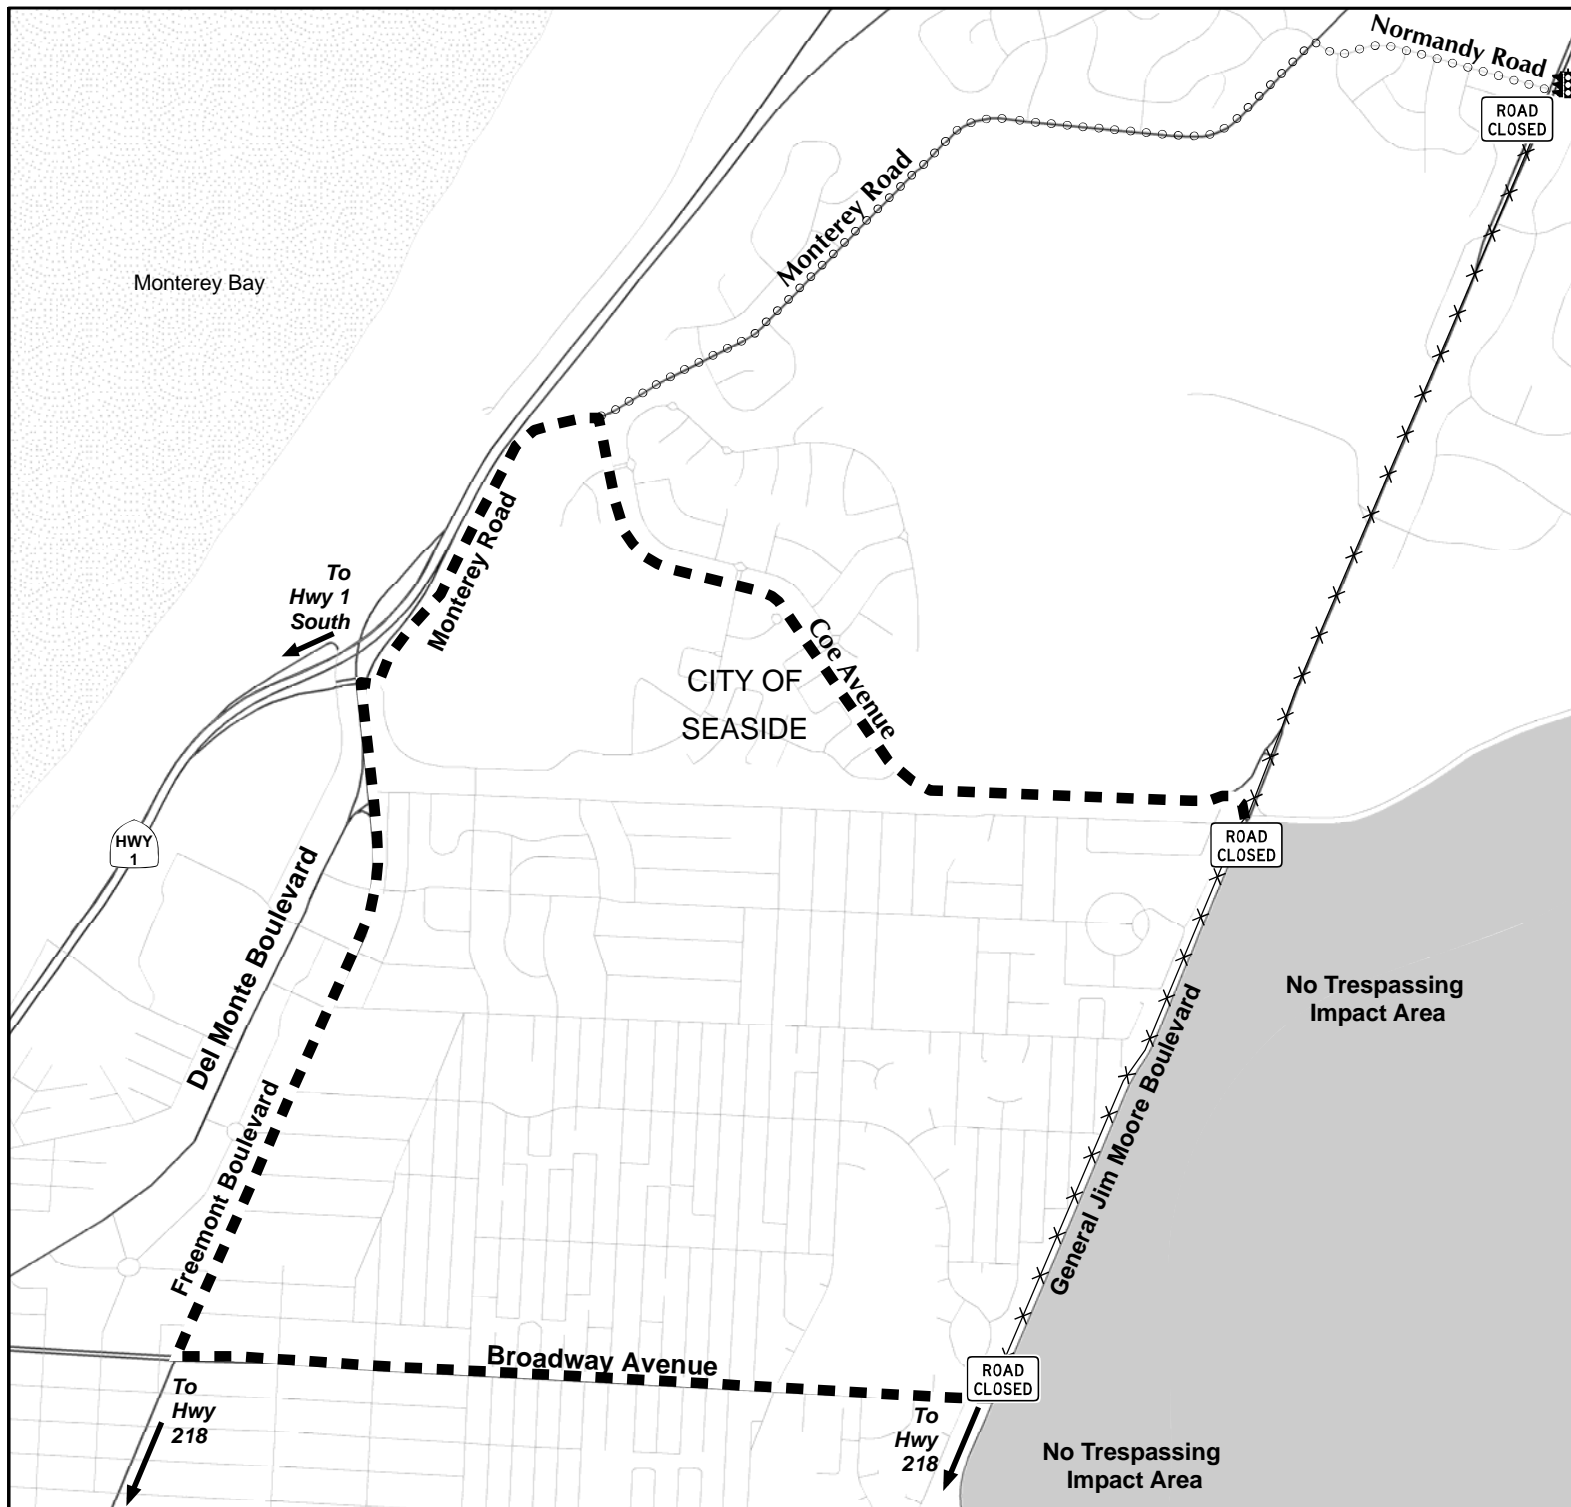 Normandy Road
ROAD
CLOSED
Monterey Road
Monterey Bay
Monterey Road
To
Hwy 1
South
Coe Avenue
CITY OF
SEASIDE
HWY
1
ROAD
CLOSED
Del Monte Boulevard
No Trespassing
Impact Area
General Jim Moore Boulevard
Freemont Boulevard
Broadway Avenue
ROAD
CLOSED
To
Hwy
218
To
Hwy
218
No Trespassing
Impact Area